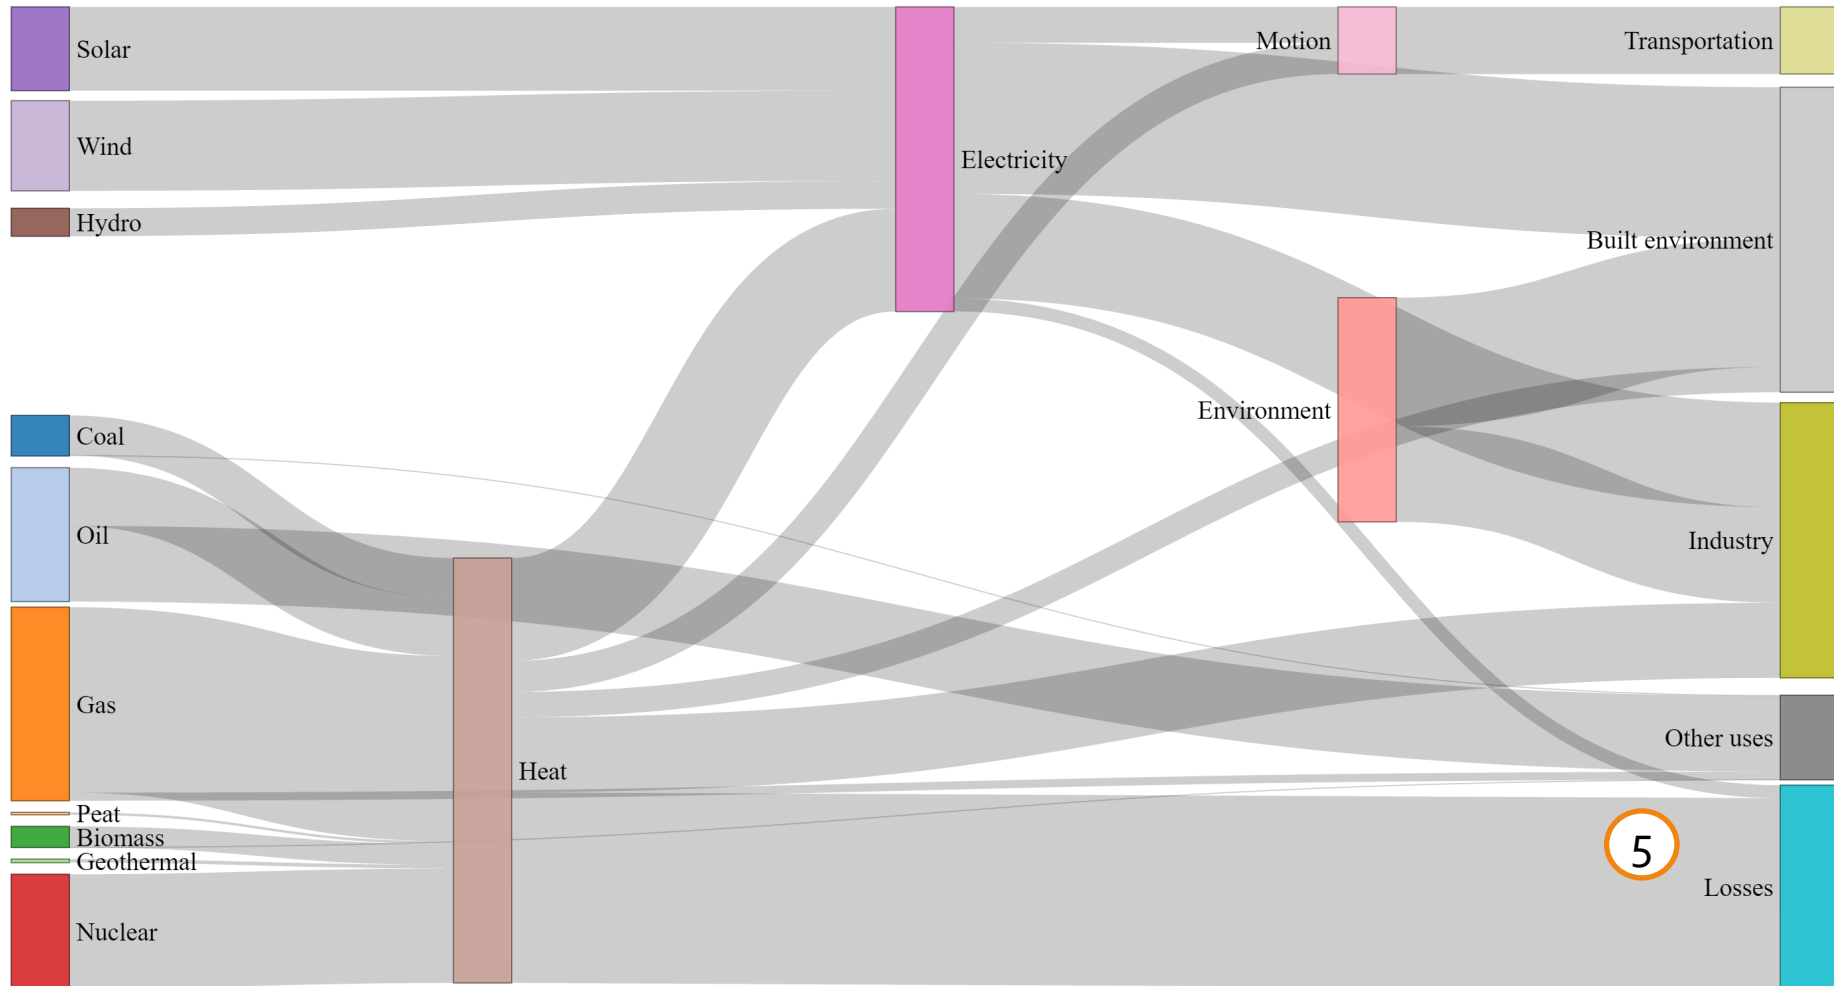 Solar
Wind
Hydro
Coal
Oil
Gas
Peat
Biomass
Geothermal
Nuclear
Heat
Electricity
Motion
Environment
Transportation
Built environment
Industry
Other uses
5
Losses